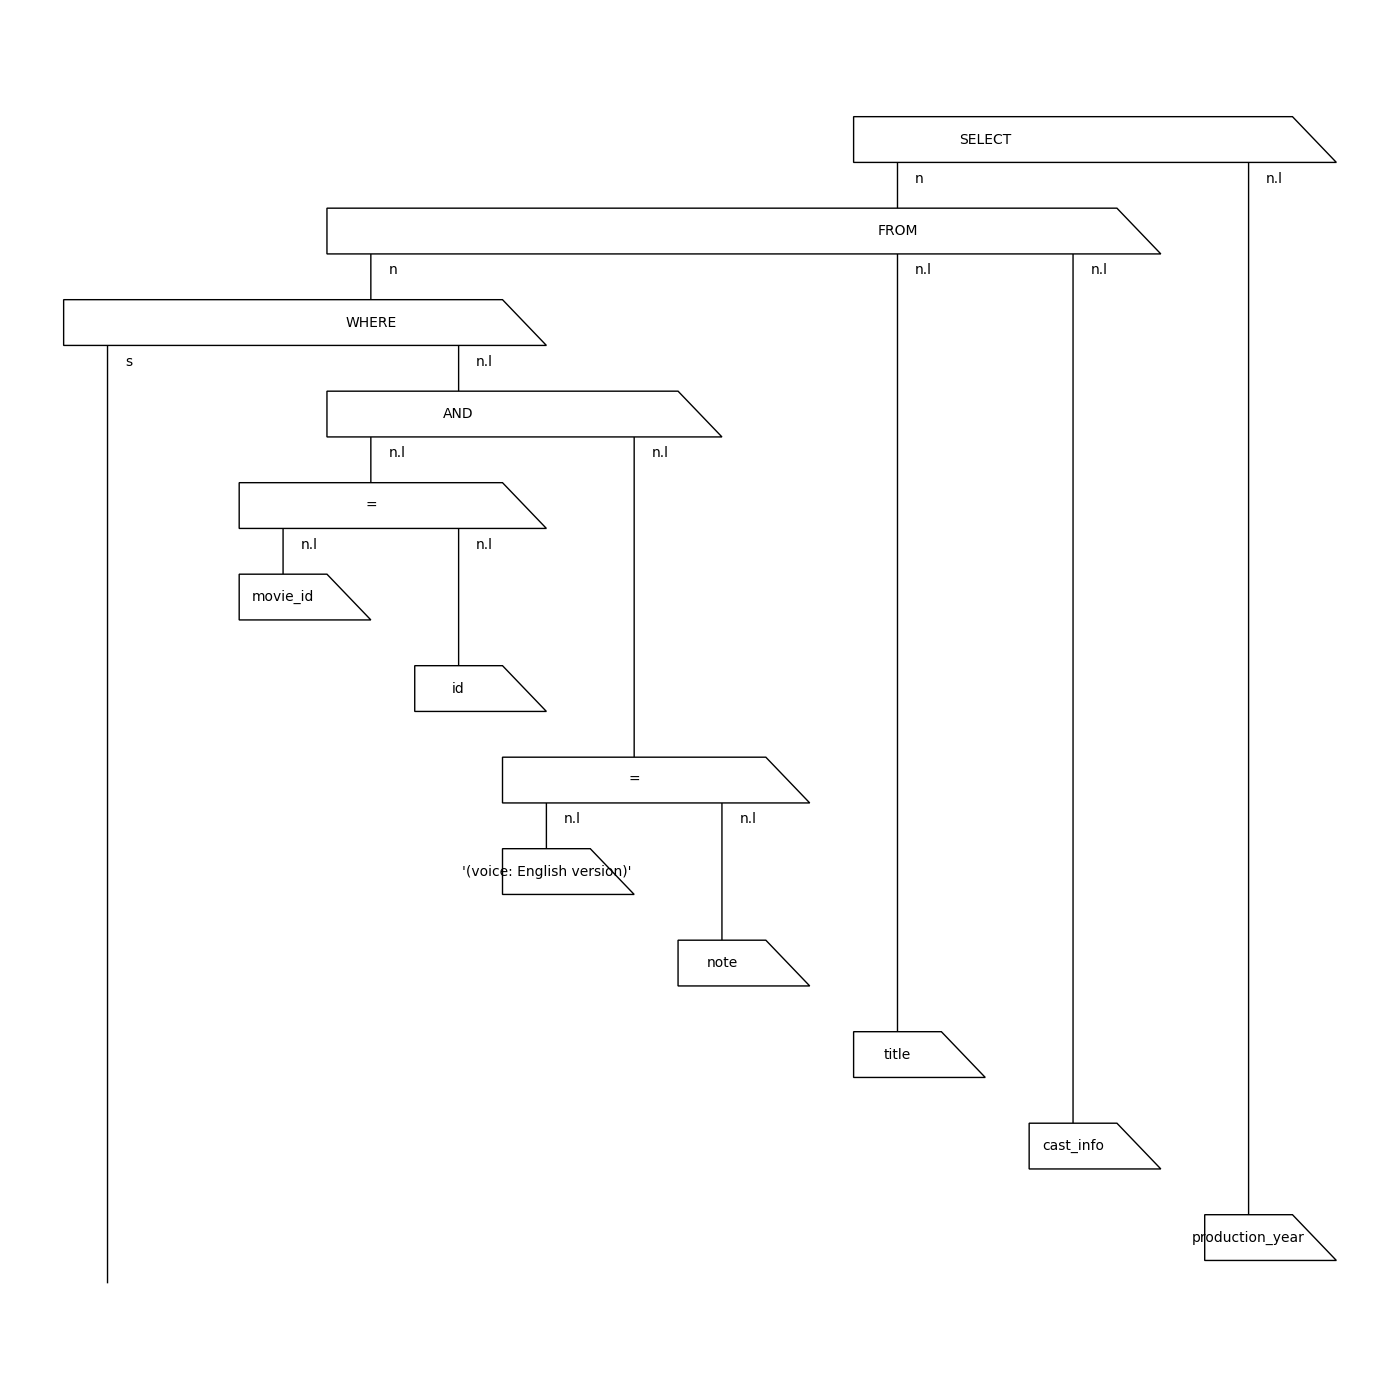 SELECT
n n.l
FROM
n n.l n.l
WHERE
s n.l
AND
n.l n.l
=
n.l n.l
movie_id
id
=
n.l n.l
'(voice: English version)'
note
title
cast_info
production_year